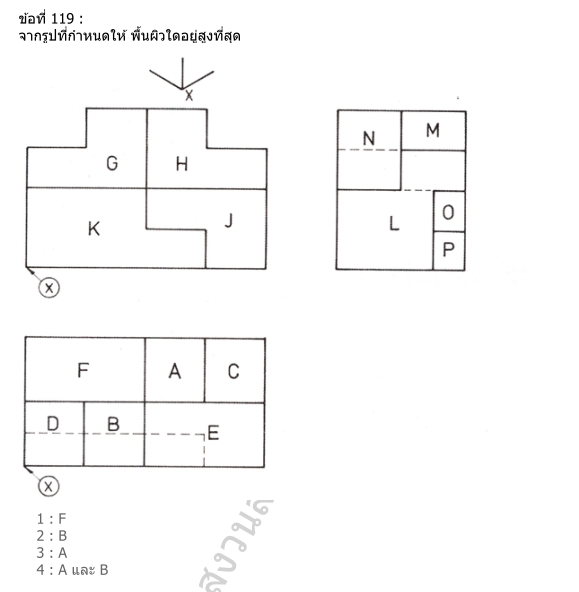 ข้อที่ 119 :
จากรูปที่กำหนดให้ พื้นผิวใดอยู่สูงที่สุด
X
G H
K J
X
N M
L O
P
F A C
D B E
X
1 : F
2 : B
3 : A
4 : A และ B
สงวนสิ